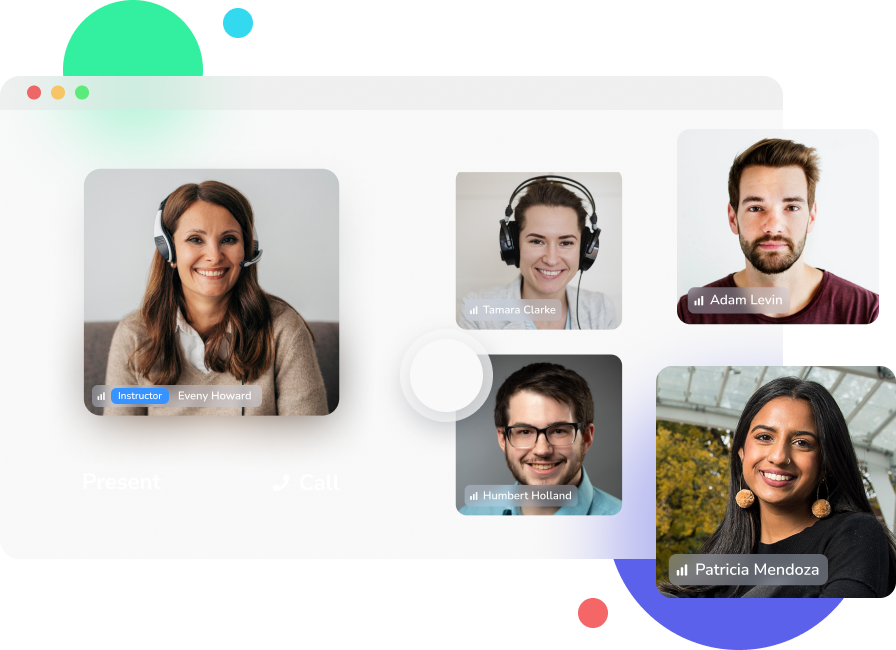 Tamara Clarke
Adam Levin
Instructor Eveny Howard
Present
Call
Humbert Holland
Patricia Mendoza